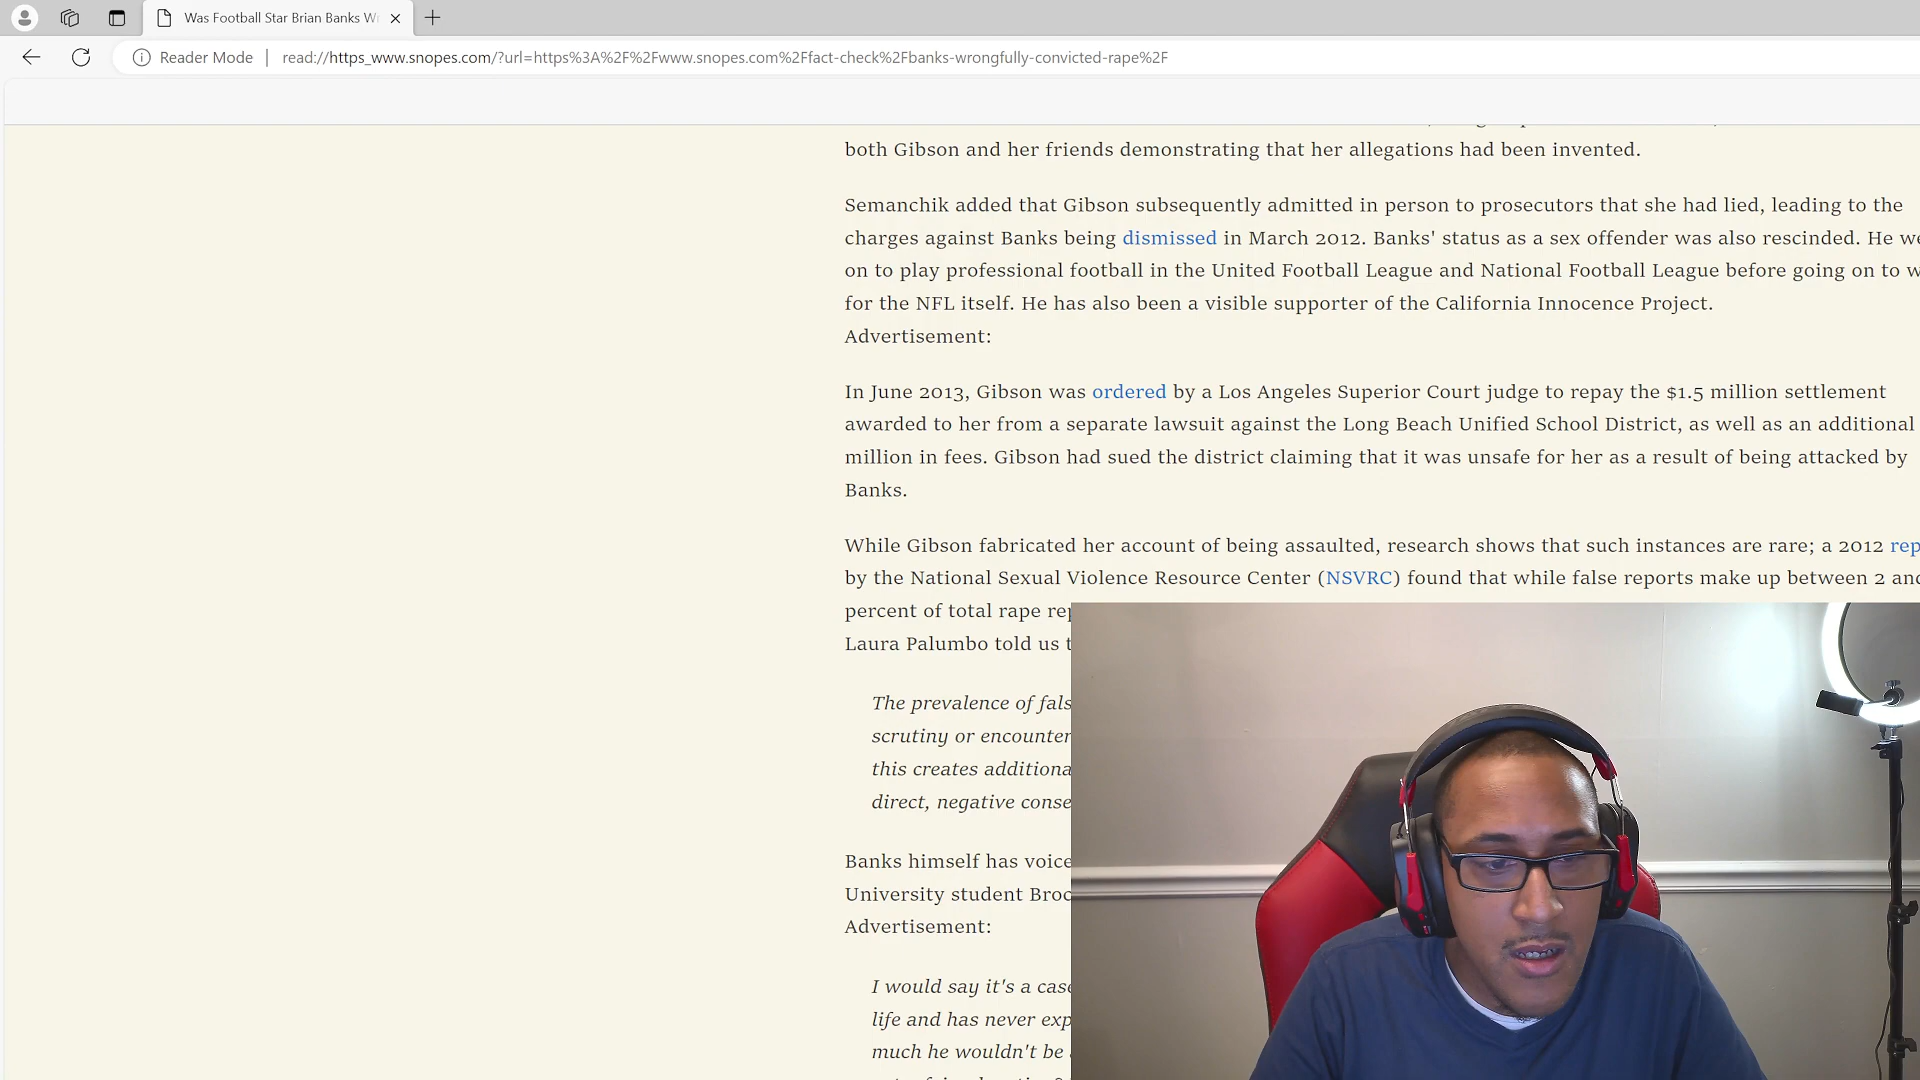 Was Football Star Brian Banks W
Reader Mode
read://https_www.snopes.com/?url=https%3A%2F%2Fwww.snopes.com%2Ffact-check%2Fbanks-wrongfully-convicted-rape%2F
both Gibson and her friends demonstrating that her allegations had been invented.
Semanchik added that Gibson subsequently admitted in person to prosecutors that she had lied, leading to the
charges against Banks being dismissed in March 2012. Banks' status as a sex offender was also rescinded. He we
on to play professional football in the United Football League and National Football League before going on to w
for the NFL itself. He has also been a visible supporter of the California Innocence Project.
Advertisement:
In June 2013, Gibson was ordered by a Los Angeles Superior Court judge to repay the $1.5 million settlement
awarded to her from a separate lawsuit against the Long Beach Unified School District, as well as an additional
million in fees. Gibson had sued the district claiming that it was unsafe for her as a result of being attacked by
Banks.
While Gibson fabricated her account of being assaulted, research shows that such instances are rare; a 2012 rep
by the National Sexual Violence Resource Center (NSVRC) found that while false reports make up between 2 and
percent of total rape rep
Laura Palumbo told us t
The prevalence of fals
scrutiny or encounter
this creates additiona
direct, negative conse
Banks himself has voice
University student Broc
Advertisement:
I would say it's a case
life and has never exp
much he wouldn't be